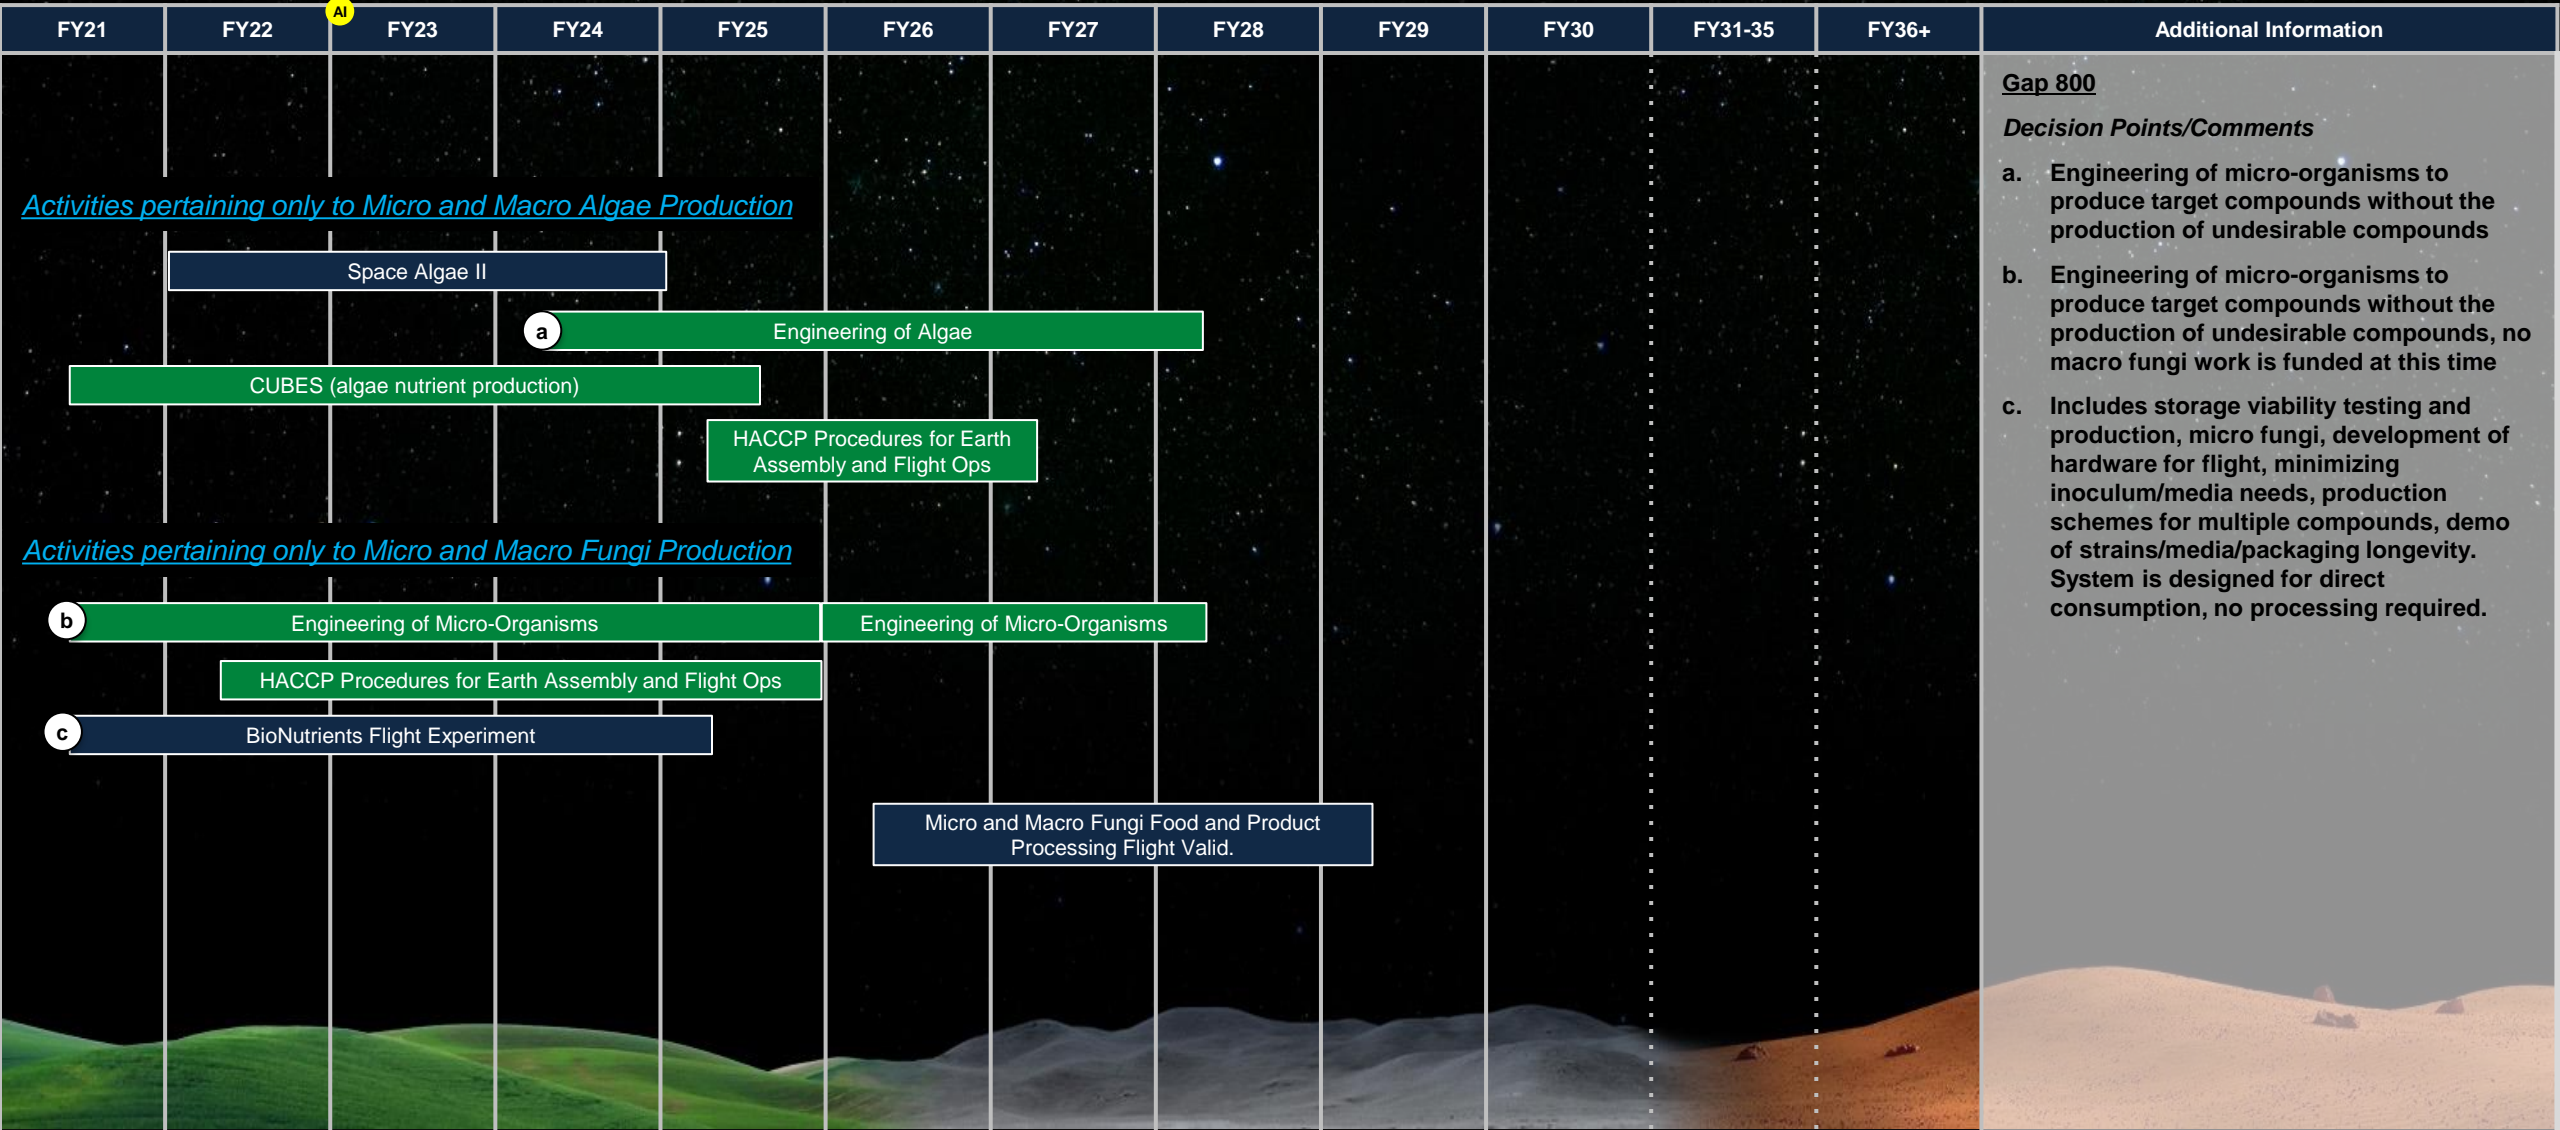 AI
FY21 FY22 FY23 FY24 FY25 FY26 FY27 FY28 FY29 FY30 FY31-35 FY36+ Additional Information
Activities pertaining only to Micro and Macro Algae Production
Space Algae II
a Engineering of Algae
CUBES (algae nutrient production)
HACCP Procedures for Earth
Assembly and Flight Ops
Activities pertaining only to Micro and Macro Fungi Production
b Engineering of Micro-Organisms Engineering of Micro-Organisms
HACCP Procedures for Earth Assembly and Flight Ops
c BioNutrients Flight Experiment
Micro and Macro Fungi Food and Product
Processing Flight Valid.
Gap 800
Decision Points/Comments
a. Engineering of micro-organisms to
produce target compounds without the
production of undesirable compounds
b. Engineering of micro-organisms to
produce target compounds without the
production of undesirable compounds, no
macro fungi work is funded at this time
c. Includes storage viability testing and
production, micro fungi, development of
hardware for flight, minimizing
inoculum/media needs, production
schemes for multiple compounds, demo
of strains/media/packaging longevity.
System is designed for direct
consumption, no processing required.